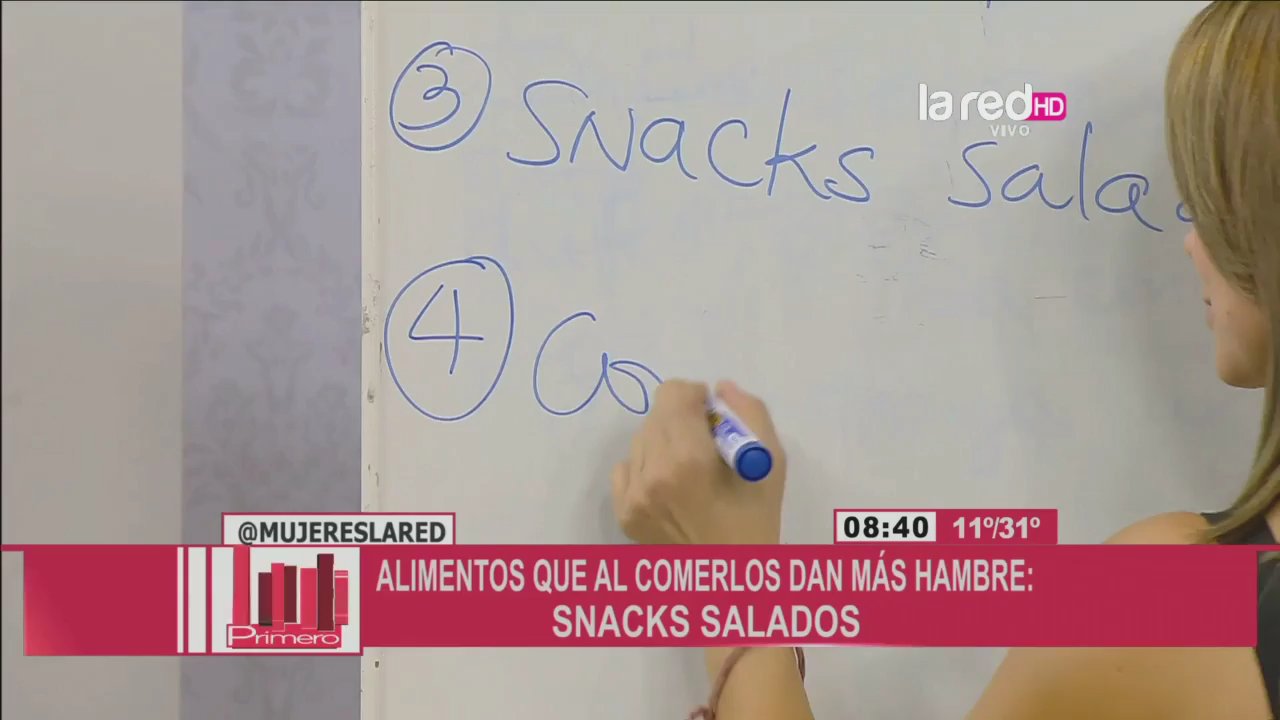 la red HD
VIVO
3 Snacks sala
4 Co
@MUJERESLARED
08:40 11º/31º
ALIMENTOS QUE AL COMERLOS DAN MÁS HAMBRE:
SNACKS SALADOS
Primero